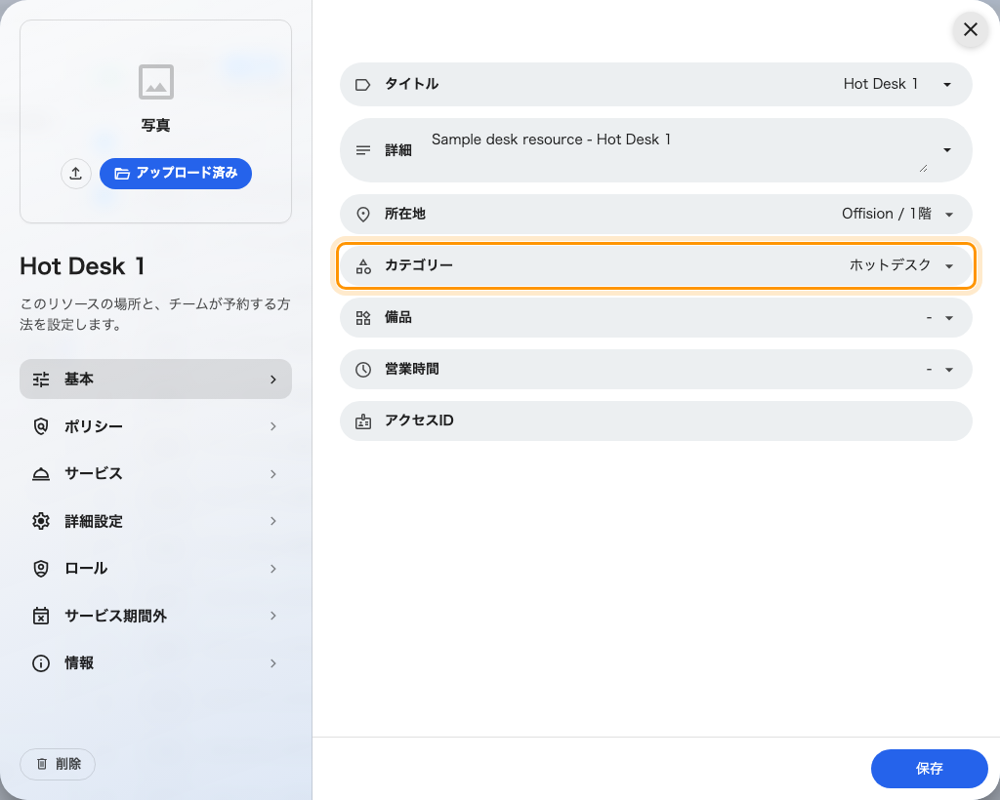 写真
アップロード済み
Hot Desk 1
このリソースの場所と、チームが予約する方
法を設定します。
基本
ポリシー
サービス
詳細設定
ロール
サービス期間外
情報
削除
タイトル Hot Desk 1
詳細 Sample desk resource - Hot Desk 1
所在地 Offision / 1階
カテゴリー ホットデスク
備品 -
営業時間 -
アクセスID
保存